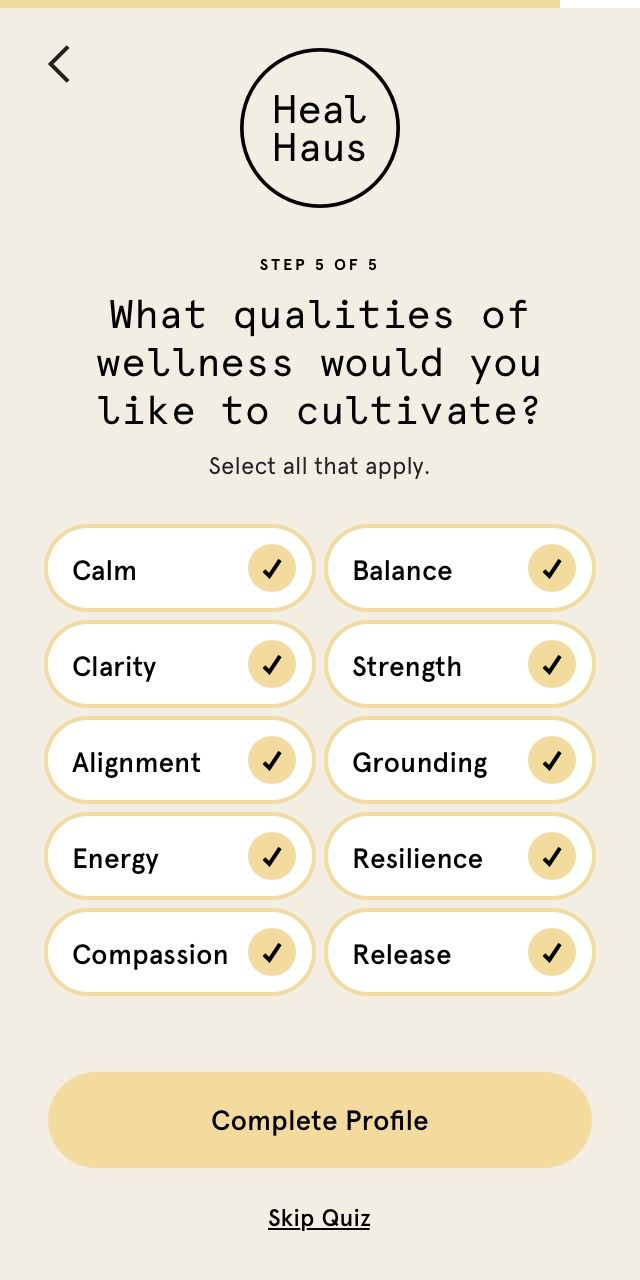 Heal
Haus
STEP 5 OF 5
What qualities of
wellness would you
like to cultivate?
Select all that apply.
Calm
Balance
Clarity
Strength
Alignment
Grounding
Energy
Resilience
Compassion
Release
Complete Profile
Skip Quiz